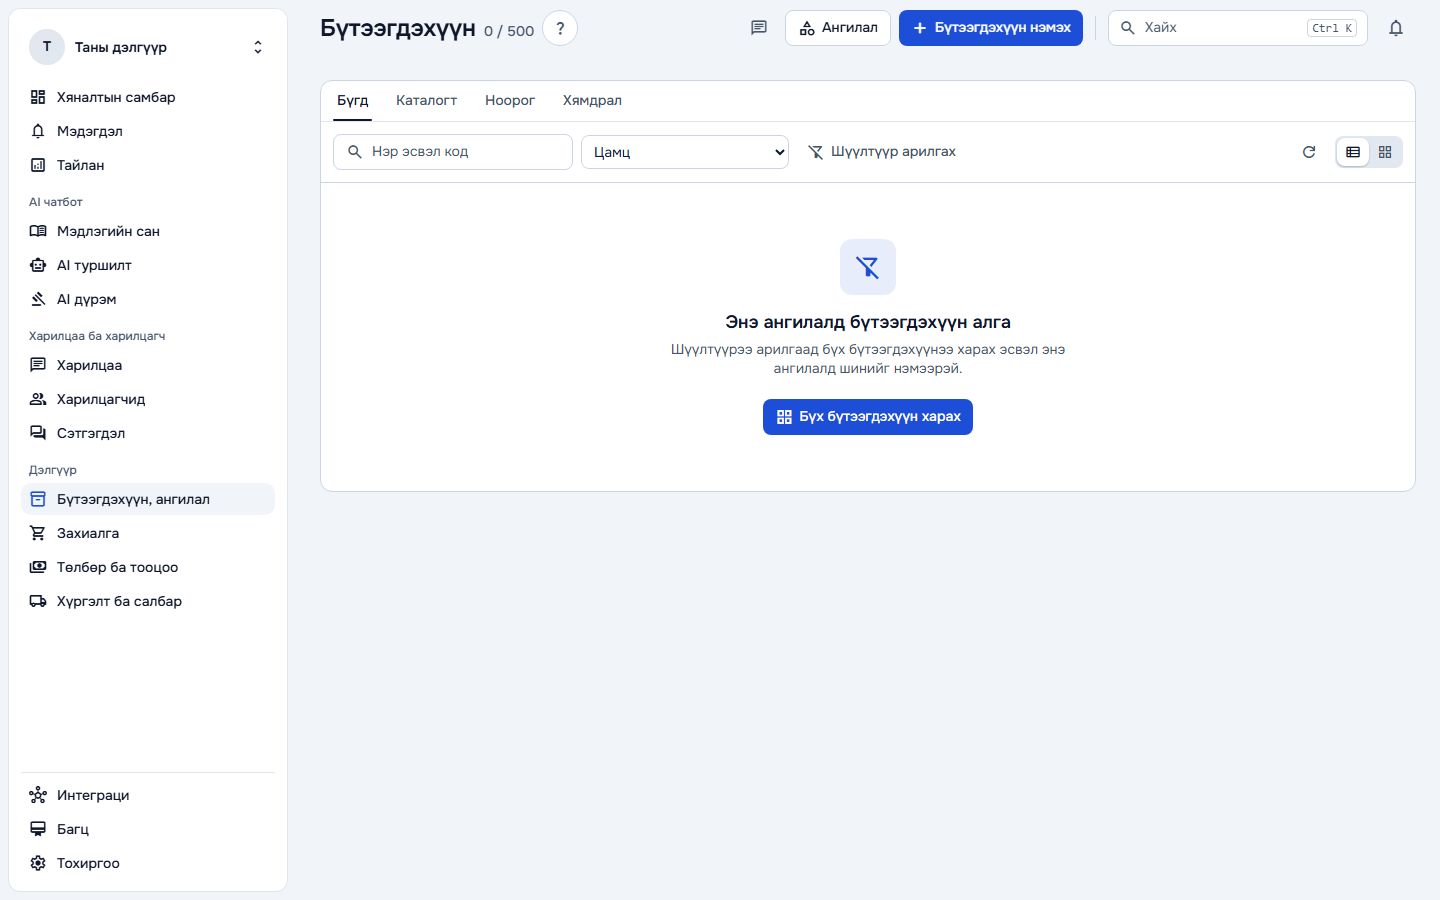 Т
Таны дэлгүүр
Хяналтын самбар
Мэдэгдэл
Тайлан
AI чатбот
Мэдлэгийн сан
AI туршилт
AI дүрэм
Харилцаа ба харилцагч
Харилцаа
Харилцагчид
Сэтгэгдэл
Дэлгүүр
Бүтээгдэхүүн, ангилал
Захиалга
Төлбөр ба тооцоо
Хүргэлт ба салбар
Интеграци
Багц
Тохиргоо
Бүтээгдэхүүн 0 / 500 ?
Ангилал
Бүтээгдэхүүн нэмэх
Хайх Ctrl K
Бүгд Каталогт Ноорог Хямдрал
Нэр эсвэл код Цамц Шүүлтүүр арилгах
Энэ ангилалд бүтээгдэхүүн алга
Шүүлтүүрээ арилгаад бүх бүтээгдэхүүнээ харах эсвэл энэ
ангилалд шинийг нэмээрэй.
Бүх бүтээгдэхүүн харах